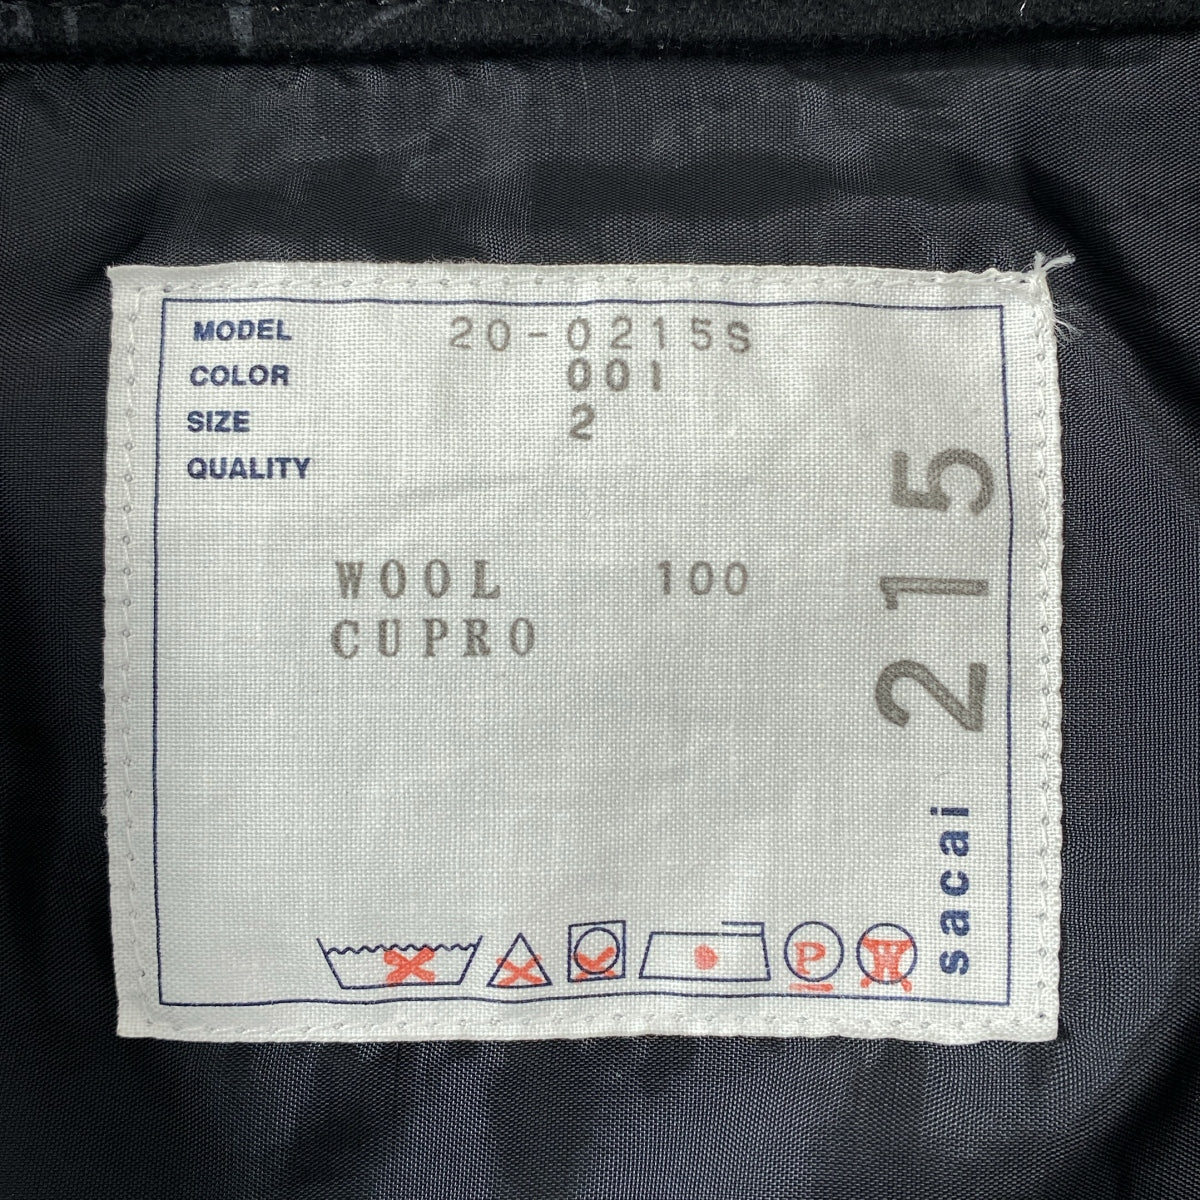 MODEL 20-0215S
COLOR 001
SIZE 2
QUALITY
WOOL 100
CUPRO
215
sacai
P
W